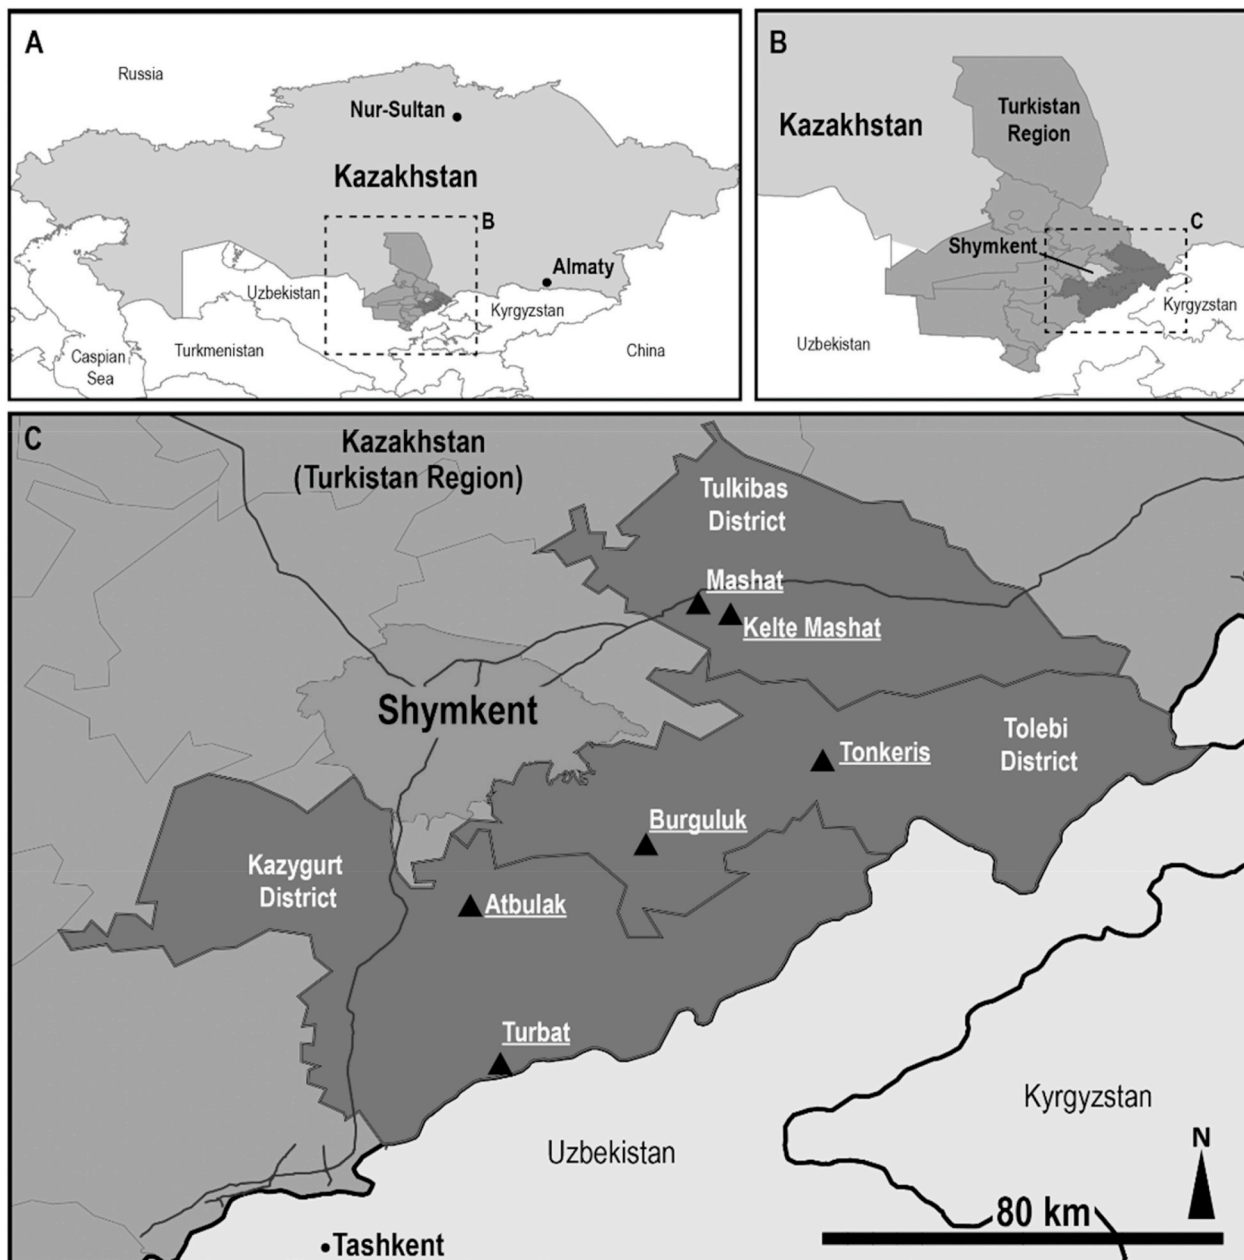 A
Russia
Nur-Sultan
Kazakhstan
B
Almaty
Uzbekistan
Kyrgyzstan
Turkmenistan
China
Caspian
Sea
B
Turkistan
Region
Kazakhstan
C
Shymkent
Kyrgyzstan
Uzbekistan
C
Kazakhstan
(Turkistan Region)
Tulkibas
District
Mashat
Kelte Mashat
Shymkent
Tolebi
District
Tonkeris
Burguluk
Kazygurt
District
Atbulak
Turbat
Kyrgyzstan
Uzbekistan
N
80 km
Tashkent